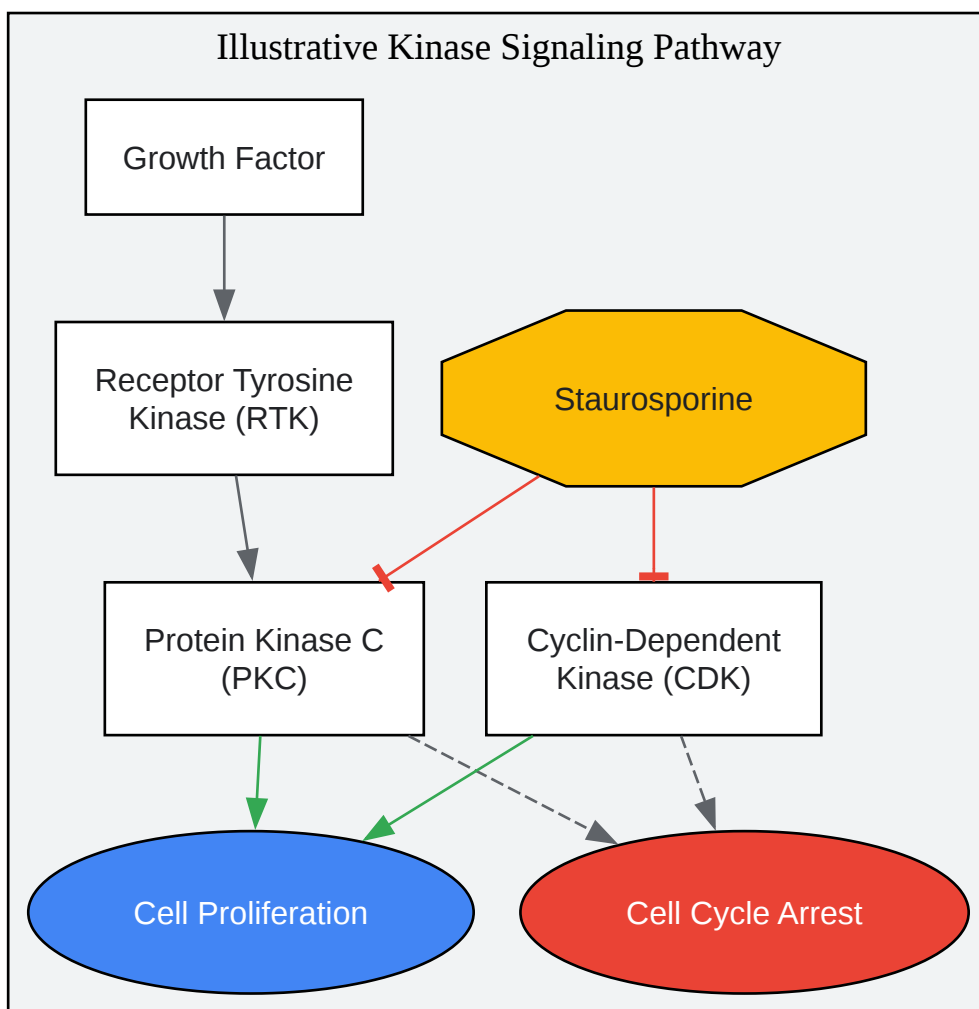 Illustrative Kinase Signaling Pathway
Growth Factor
Receptor Tyrosine
Kinase (RTK)
Staurosporine
Protein Kinase C
(PKC)
Cyclin-Dependent
Kinase (CDK)
Cell Proliferation
Cell Cycle Arrest